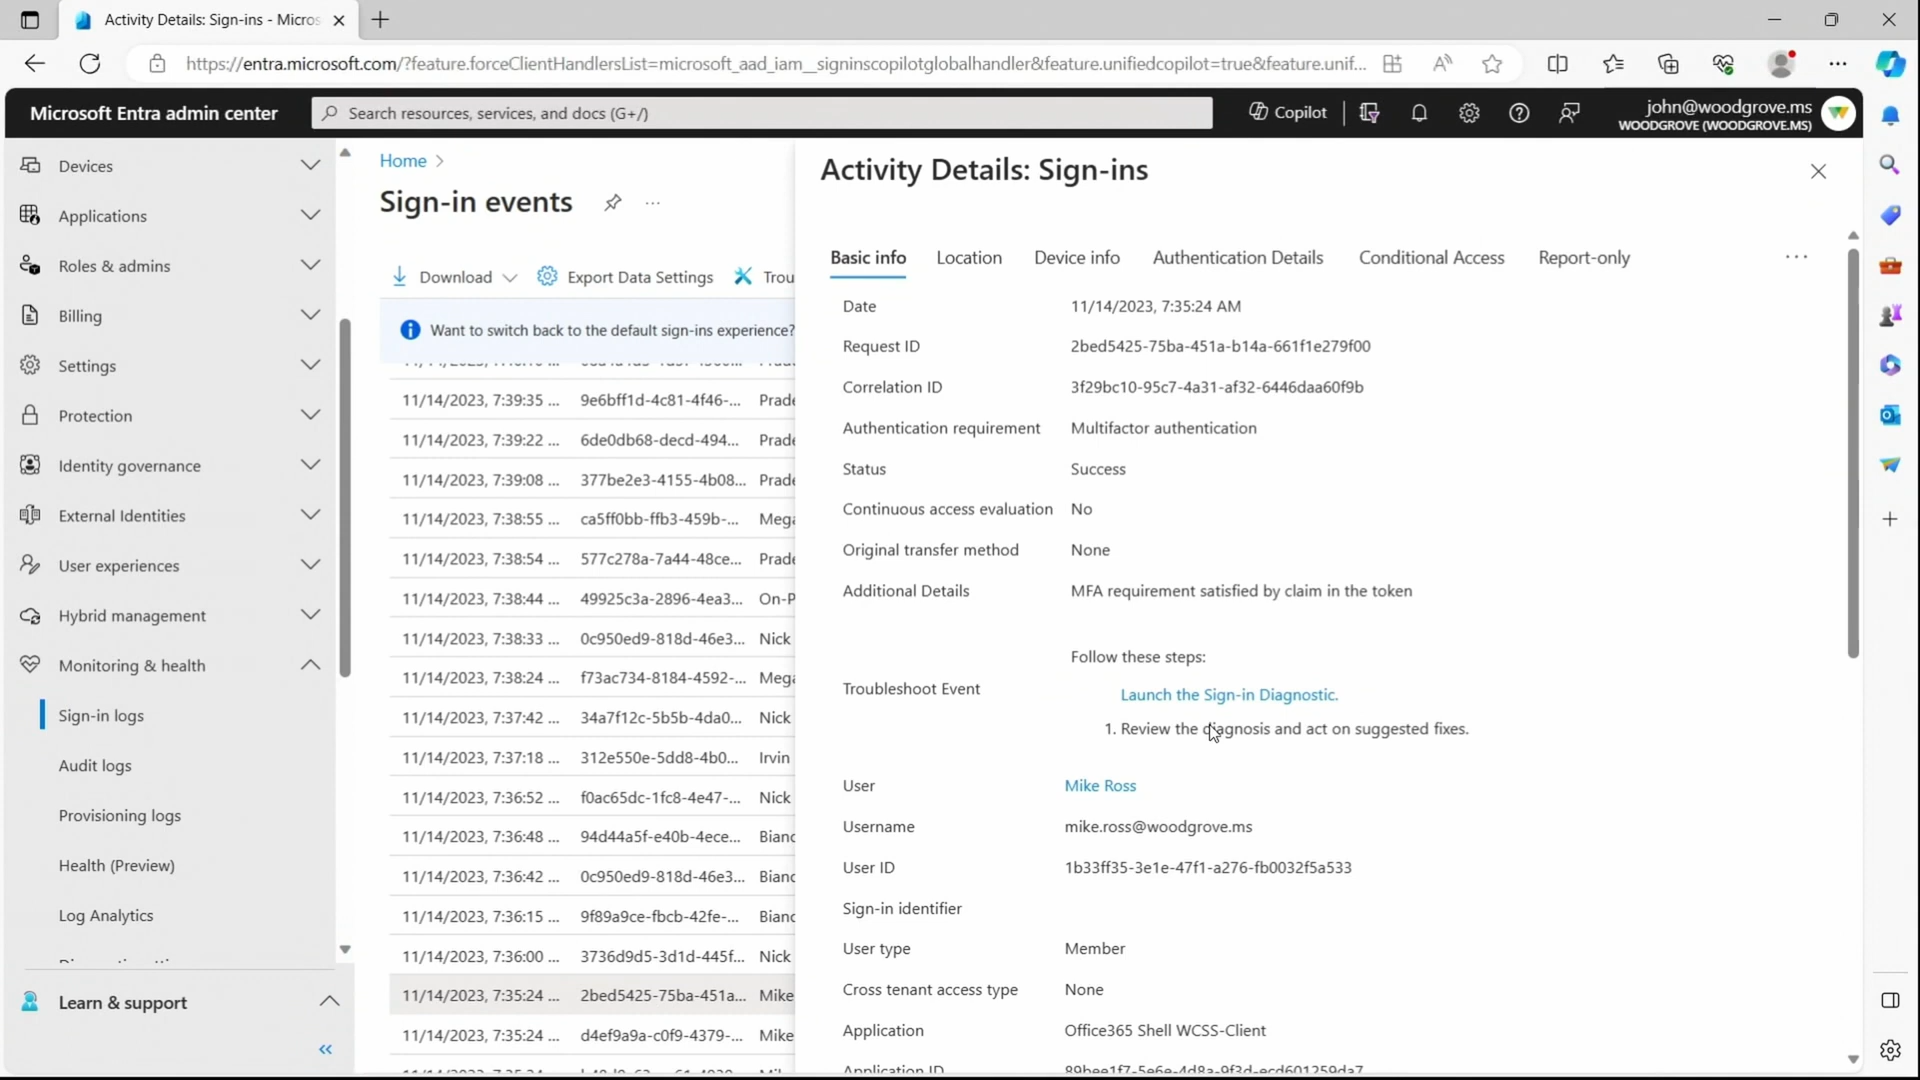 Activity Details: Sign-ins - Micros
https://entra.microsoft.com/?feature.forceClientHandlersList=microsoft_aad_iam__signinscopilotglobalhandler&feature.unifiedcopilot=true&feature.unif...
Microsoft Entra admin center
Search resources, services, and docs (G+/)
Copilot
john@woodgrove.ms
WOODGROVE (WOODGROVE.MS)
Devices
Applications
Roles & admins
Billing
Settings
Protection
Identity governance
External Identities
User experiences
Hybrid management
Monitoring & health
Sign-in logs
Audit logs
Provisioning logs
Health (Preview)
Log Analytics
Learn & support
Home >
Sign-in events
...
Download
Export Data Settings
Trou
Want to switch back to the default sign-ins experience?
11/14/2023, 7:39:35 ... 9e6bff1d-4c81-4f46-... Prade
11/14/2023, 7:39:22 ... 6de0db68-decd-494... Prade
11/14/2023, 7:39:08 ... 377be2e3-4155-4b08... Prade
11/14/2023, 7:38:55 ... ca5ff0bb-ffb3-459b-... Mega
11/14/2023, 7:38:54 ... 577c278a-7a44-48ce... Prade
11/14/2023, 7:38:44 ... 49925c3a-2896-4ea3... On-P
11/14/2023, 7:38:33 ... 0c950ed9-818d-46e3... Nick
11/14/2023, 7:38:24 ... f73ac734-8184-4592-... Mega
11/14/2023, 7:37:42 ... 34a7f12c-5b5b-4da0... Nick
11/14/2023, 7:37:18 ... 312e550e-5dd8-4b0... Irvin
11/14/2023, 7:36:52 ... f0ac65dc-1fc8-4e47-... Nick
11/14/2023, 7:36:48 ... 94d44a5f-e40b-4ece... Bianc
11/14/2023, 7:36:42 ... 0c950ed9-818d-46e3... Bianc
11/14/2023, 7:36:15 ... 9f89a9ce-fbcb-42fe-... Bianc
11/14/2023, 7:36:00 ... 3736d9d5-3d1d-445f... Nick
11/14/2023, 7:35:24 ... 2bed5425-75ba-451a... Mike
11/14/2023, 7:35:24 ... d4ef9a9a-c0f9-4379-... Mike
Activity Details: Sign-ins
Basic info Location Device info Authentication Details Conditional Access Report-only ...
Date 11/14/2023, 7:35:24 AM
Request ID 2bed5425-75ba-451a-b14a-661f1e279f00
Correlation ID 3f29bc10-95c7-4a31-af32-6446daa60f9b
Authentication requirement Multifactor authentication
Status Success
Continuous access evaluation No
Original transfer method None
Additional Details MFA requirement satisfied by claim in the token
Follow these steps:
Troubleshoot Event
Launch the Sign-in Diagnostic.
1. Review the diagnosis and act on suggested fixes.
User Mike Ross
Username mike.ross@woodgrove.ms
User ID 1b33ff35-3e1e-47f1-a276-fb0032f5a533
Sign-in identifier
User type Member
Cross tenant access type None
Application Office365 Shell WCSS-Client
Application ID 89bee1f7-5e6e-4d8a-9f3d-ecd601259da7